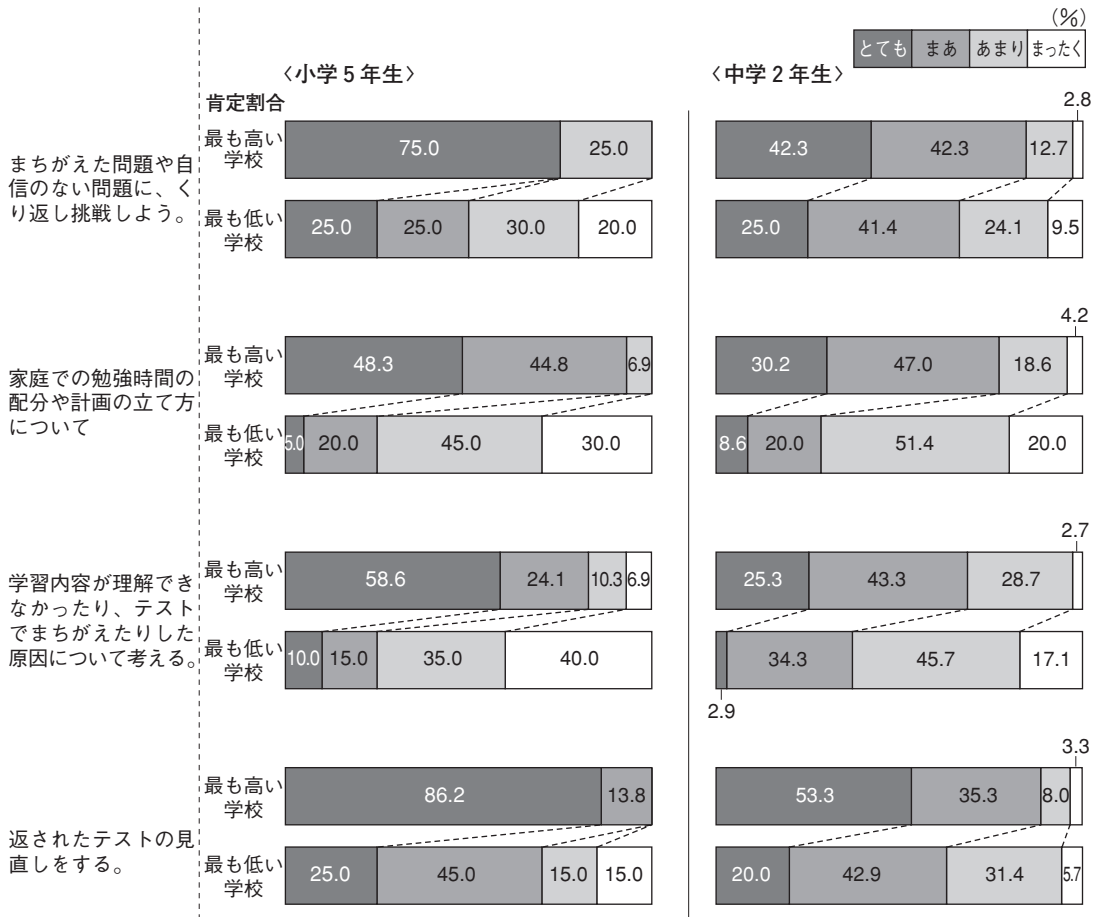 (%)
とても まあ あまり まったく
〈小学5年生〉 〈中学2年生〉
肯定割合
まちがえた問題や自
信のない問題に、く
り返し挑戦しよう。
最も高い
学校
75.0 25.0
42.3 42.3 12.7 2.8
最も低い
学校
25.0 25.0 30.0 20.0
25.0 41.4 24.1 9.5
家庭での勉強時間の
配分や計画の立て方
について
最も高い
学校
48.3 44.8 6.9
30.2 47.0 18.6 4.2
最も低い
学校
5.0 20.0 45.0 30.0
8.6 20.0 51.4 20.0
学習内容が理解でき
なかったり、テスト
でまちがえたりした
原因について考える。
最も高い
学校
58.6 24.1 10.3 6.9
25.3 43.3 28.7 2.7
最も低い
学校
10.0 15.0 35.0 40.0
2.9 34.3 45.7 17.1
返されたテストの見
直しをする。
最も高い
学校
86.2 13.8
53.3 35.3 8.0 3.3
最も低い
学校
25.0 45.0 15.0 15.0
20.0 42.9 31.4 5.7